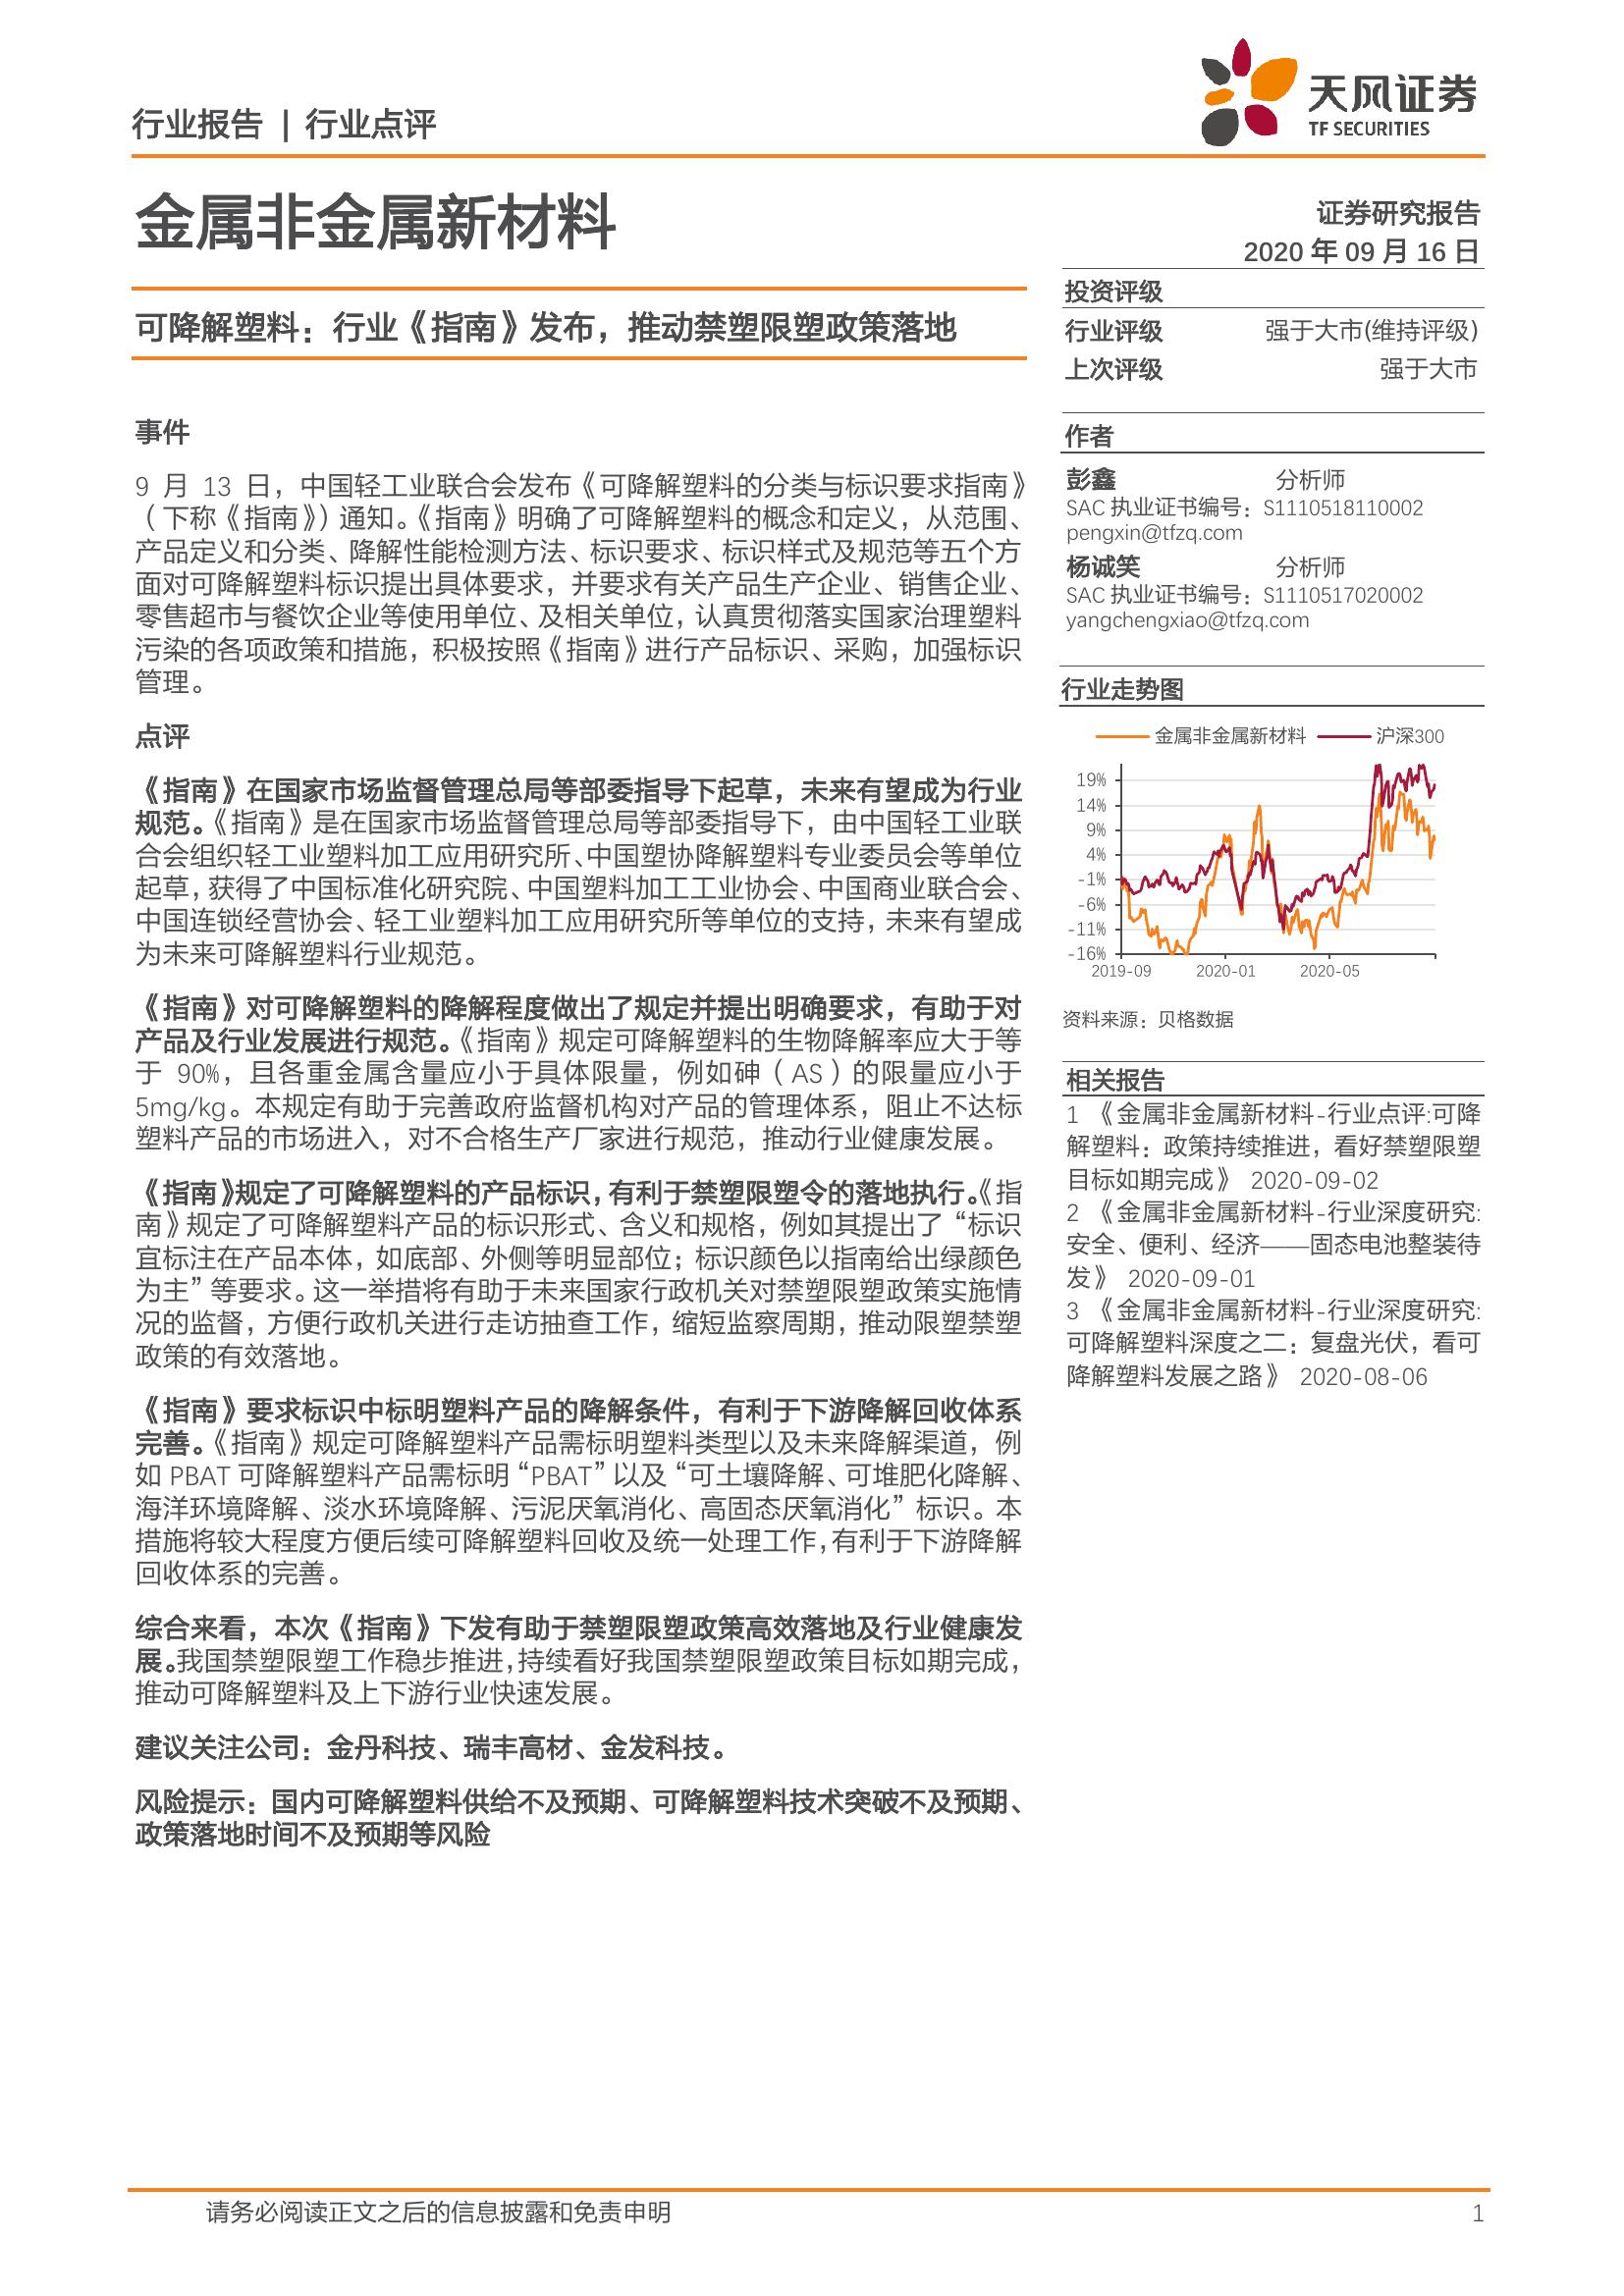 行业报告 | 行业点评
天风证券
TF SECURITIES
金属非金属新材料
证券研究报告
2020 年 09 月 16 日
可降解塑料：行业《指南》发布，推动禁塑限塑政策落地
事件
9 月 13 日，中国轻工业联合会发布《可降解塑料的分类与标识要求指南》
（下称《指南》）通知。《指南》明确了可降解塑料的概念和定义，从范围、
产品定义和分类、降解性能检测方法、标识要求、标识样式及规范等五个方
面对可降解塑料标识提出具体要求，并要求有关产品生产企业、销售企业、
零售超市与餐饮企业等使用单位、及相关单位，认真贯彻落实国家治理塑料
污染的各项政策和措施，积极按照《指南》进行产品标识、采购，加强标识
管理。
点评
《指南》在国家市场监督管理总局等部委指导下起草，未来有望成为行业
规范。《指南》是在国家市场监督管理总局等部委指导下，由中国轻工业联
合会组织轻工业塑料加工应用研究所、中国塑协降解塑料专业委员会等单位
起草，获得了中国标准化研究院、中国塑料加工工业协会、中国商业联合会、
中国连锁经营协会、轻工业塑料加工应用研究所等单位的支持，未来有望成
为未来可降解塑料行业规范。
《指南》对可降解塑料的降解程度做出了规定并提出明确要求，有助于对
产品及行业发展进行规范。《指南》规定可降解塑料的生物降解率应大于等
于 90%，且各重金属含量应小于具体限量，例如砷（AS）的限量应小于
5mg/kg。本规定有助于完善政府监督机构对产品的管理体系，阻止不达标
塑料产品的市场进入，对不合格生产厂家进行规范，推动行业健康发展。
《指南》规定了可降解塑料的产品标识，有利于禁塑限塑令的落地执行。《指
南》规定了可降解塑料产品的标识形式、含义和规格，例如其提出了“标识
宜标注在产品本体，如底部、外侧等明显部位；标识颜色以指南给出绿颜色
为主”等要求。这一举措将有助于未来国家行政机关对禁塑限塑政策实施情
况的监督，方便行政机关进行走访抽查工作，缩短监察周期，推动限塑禁塑
政策的有效落地。
《指南》要求标识中标明塑料产品的降解条件，有利于下游降解回收体系
完善。《指南》规定可降解塑料产品需标明塑料类型以及未来降解渠道，例
如 PBAT 可降解塑料产品需标明“PBAT”以及“可土壤降解、可堆肥化降解、
海洋环境降解、淡水环境降解、污泥厌氧消化、高固态厌氧消化”标识。本
措施将较大程度方便后续可降解塑料回收及统一处理工作，有利于下游降解
回收体系的完善。
综合来看，本次《指南》下发有助于禁塑限塑政策高效落地及行业健康发
展。我国禁塑限塑工作稳步推进，持续看好我国禁塑限塑政策目标如期完成，
推动可降解塑料及上下游行业快速发展。
建议关注公司：金丹科技、瑞丰高材、金发科技。
风险提示：国内可降解塑料供给不及预期、可降解塑料技术突破不及预期、
政策落地时间不及预期等风险
投资评级
行业评级 强于大市(维持评级)
上次评级 强于大市
作者
彭鑫 分析师
SAC 执业证书编号：S1110518110002
pengxin@tfzq.com
杨诚笑 分析师
SAC 执业证书编号：S1110517020002
yangchengxiao@tfzq.com
行业走势图
金属非金属新材料 沪深300
19%
14%
9%
4%
-1%
-6%
-11%
-16%
2019-09 2020-01 2020-05
资料来源：贝格数据
相关报告
1 《金属非金属新材料-行业点评:可降
解塑料：政策持续推进，看好禁塑限塑
目标如期完成》 2020-09-02
2 《金属非金属新材料-行业深度研究:
安全、便利、经济——固态电池整装待
发》 2020-09-01
3 《金属非金属新材料-行业深度研究:
可降解塑料深度之二：复盘光伏，看可
降解塑料发展之路》 2020-08-06
请务必阅读正文之后的信息披露和免责申明 1